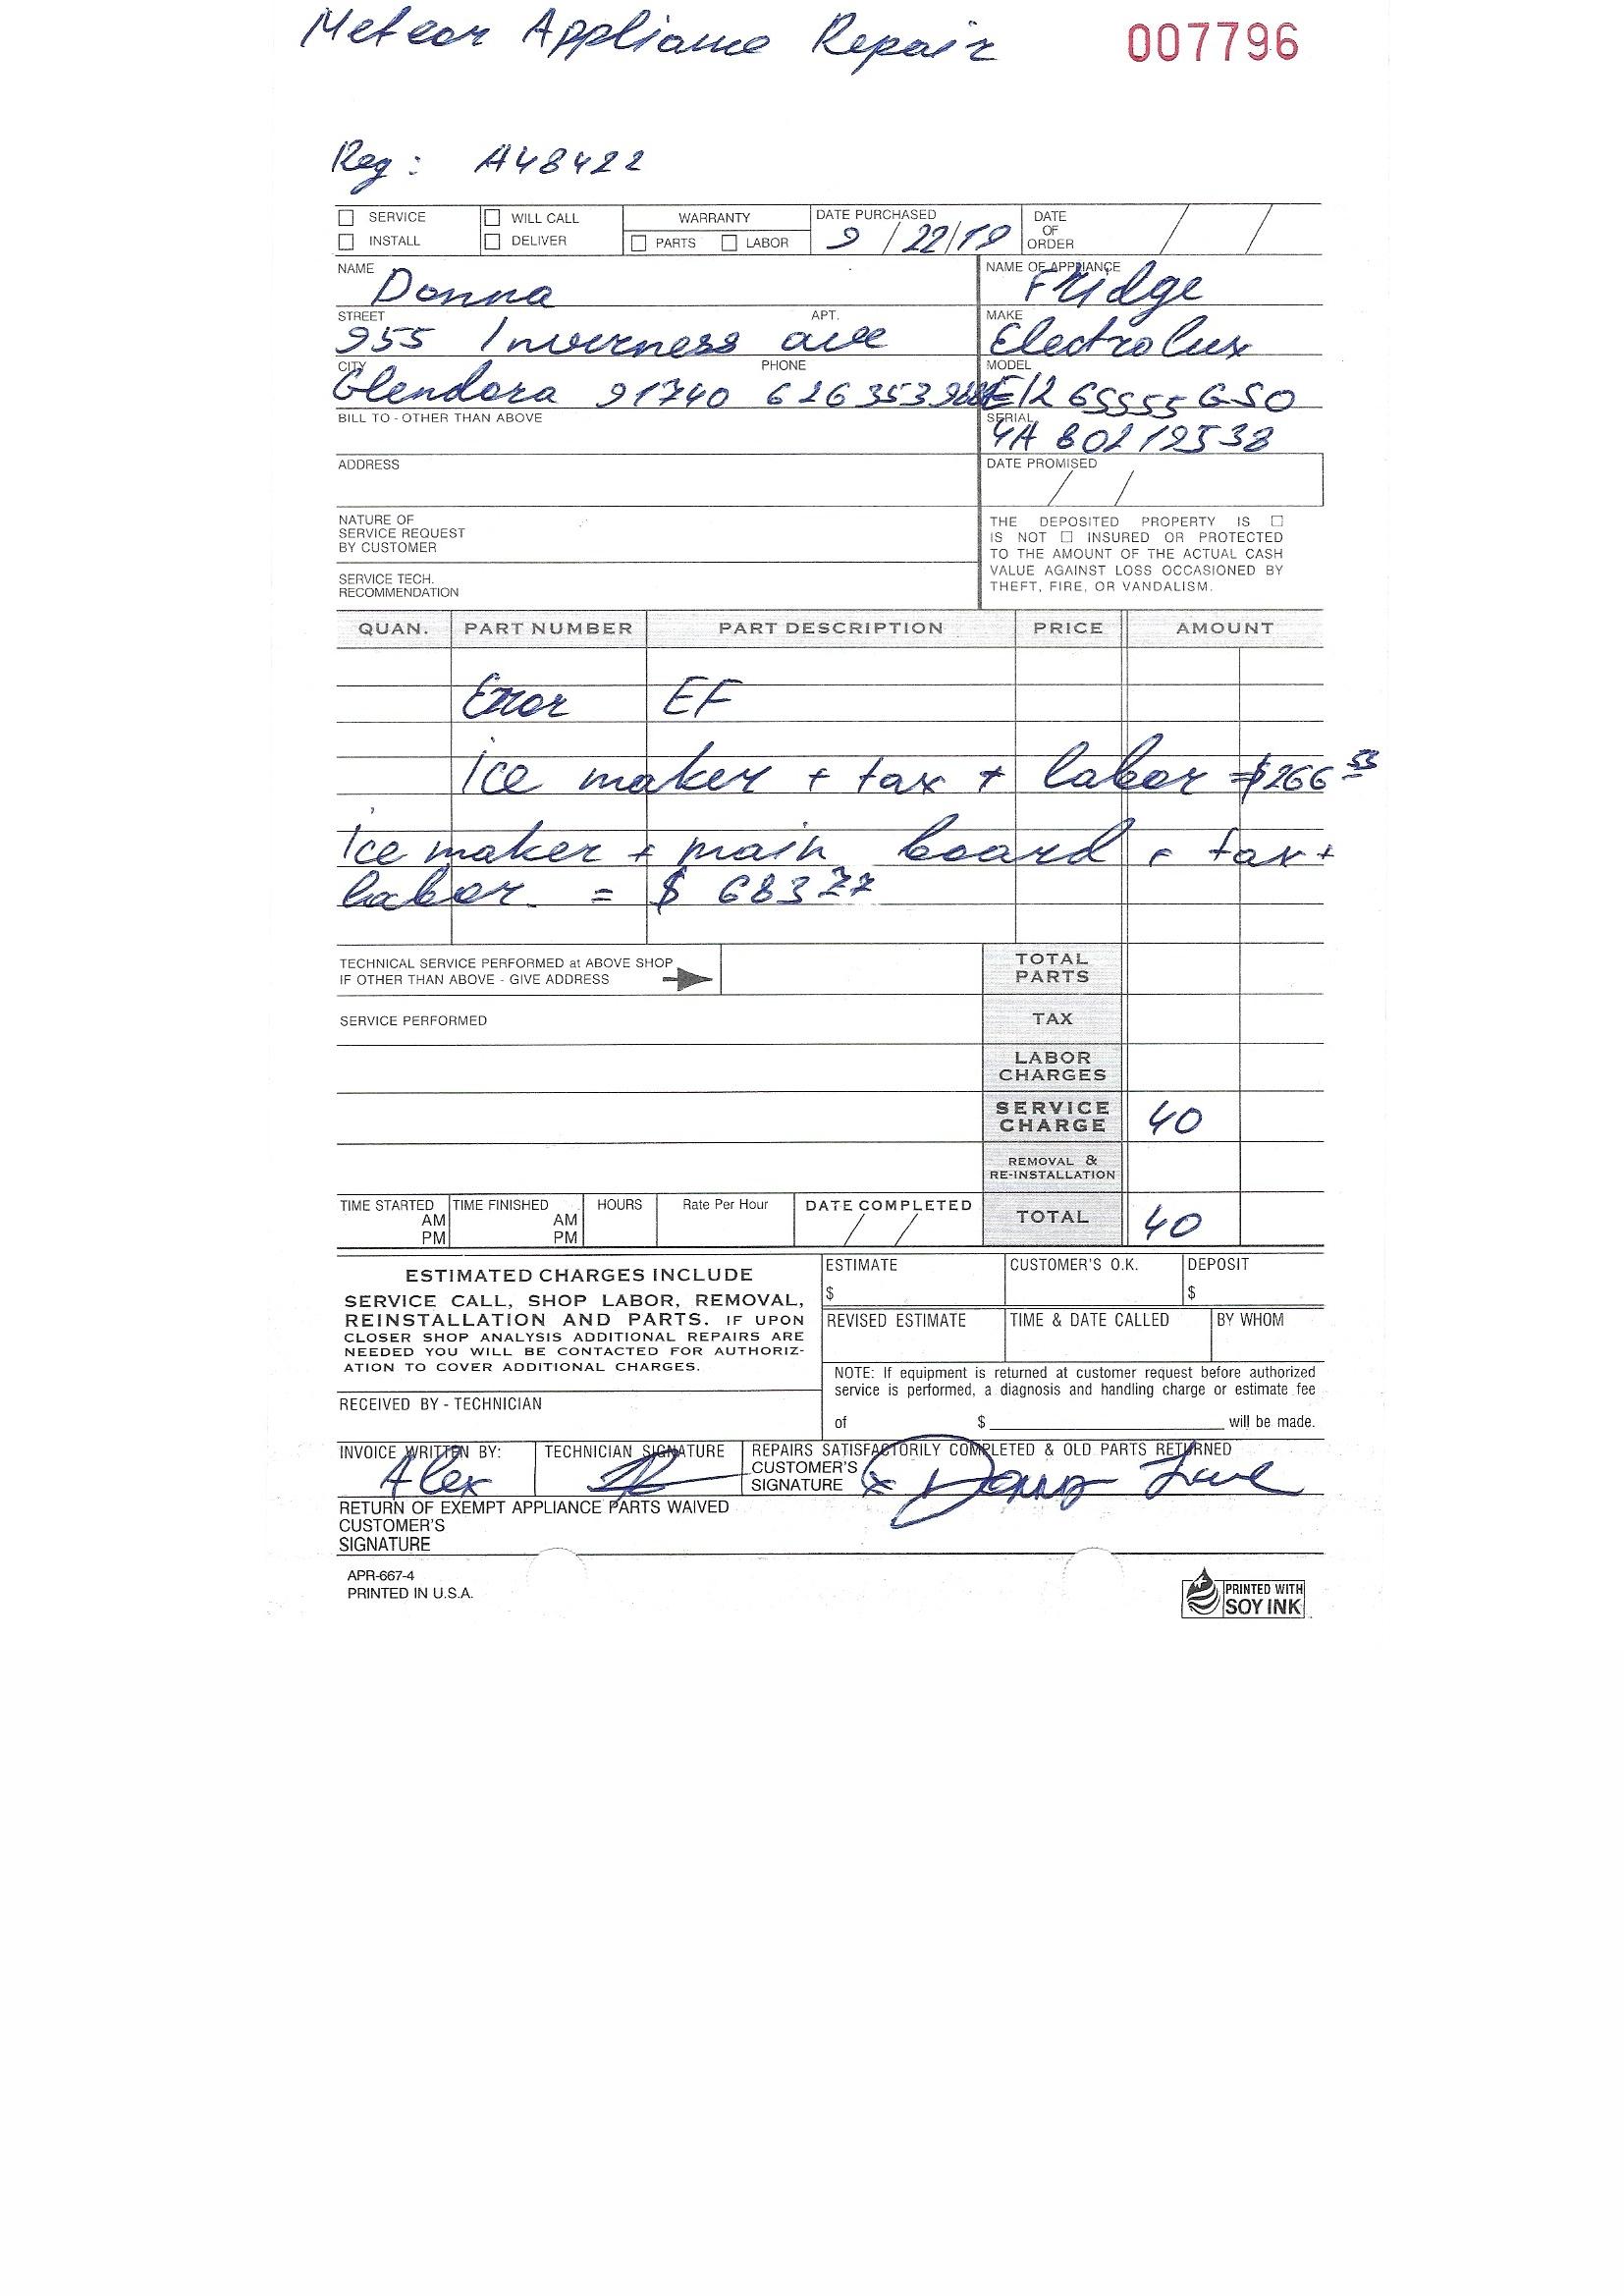 Meteor Appliance Repair 007796
Reg: A48422
SERVICE WILL CALL WARRANTY DATE PURCHASED DATE OF ORDER
INSTALL DELIVER PARTS LABOR 9/22/19 / /
NAME Donna NAME OF APPLIANCE Fridge
STREET 955 Inverness ave APT. MAKE Electrolux
CITY Glendora 91740 PHONE 626 353 MODEL
BILL TO - OTHER THAN ABOVE SERIAL 4A 80219538
ADDRESS DATE PROMISED / /
NATURE OF
SERVICE REQUEST
BY CUSTOMER
SERVICE TECH.
RECOMMENDATION
THE DEPOSITED PROPERTY IS
IS NOT INSURED OR PROTECTED
TO THE AMOUNT OF THE ACTUAL CASH
VALUE AGAINST LOSS OCCASIONED BY
THEFT, FIRE, OR VANDALISM.
QUAN. PART NUMBER PART DESCRIPTION PRICE AMOUNT
Error EF
ice maker + tax + labor = $266 53
Ice maker + main board + tax +
labor = $ 683 77
TECHNICAL SERVICE PERFORMED at ABOVE SHOP
IF OTHER THAN ABOVE - GIVE ADDRESS
TOTAL PARTS
SERVICE PERFORMED TAX
LABOR CHARGES
SERVICE CHARGE 40
REMOVAL & RE-INSTALLATION
TIME STARTED AM PM TIME FINISHED AM PM HOURS Rate Per Hour DATE COMPLETED / / TOTAL 40
ESTIMATED CHARGES INCLUDE
SERVICE CALL, SHOP LABOR, REMOVAL,
REINSTALLATION AND PARTS. IF UPON
CLOSER SHOP ANALYSIS ADDITIONAL REPAIRS ARE
NEEDED YOU WILL BE CONTACTED FOR AUTHORIZ-
ATION TO COVER ADDITIONAL CHARGES.
ESTIMATE $ CUSTOMER'S O.K. DEPOSIT $
REVISED ESTIMATE TIME & DATE CALLED BY WHOM
NOTE: If equipment is returned at customer request before authorized
service is performed, a diagnosis and handling charge or estimate fee
of $ will be made.
RECEIVED BY - TECHNICIAN
INVOICE WRITTEN BY: Alex TECHNICIAN SIGNATURE REPAIRS SATISFACTORILY COMPLETED & OLD PARTS RETURNED
CUSTOMER'S
SIGNATURE x Donna
RETURN OF EXEMPT APPLIANCE PARTS WAIVED
CUSTOMER'S
SIGNATURE
APR-667-4
PRINTED IN U.S.A.
PRINTED WITH
SOY INK